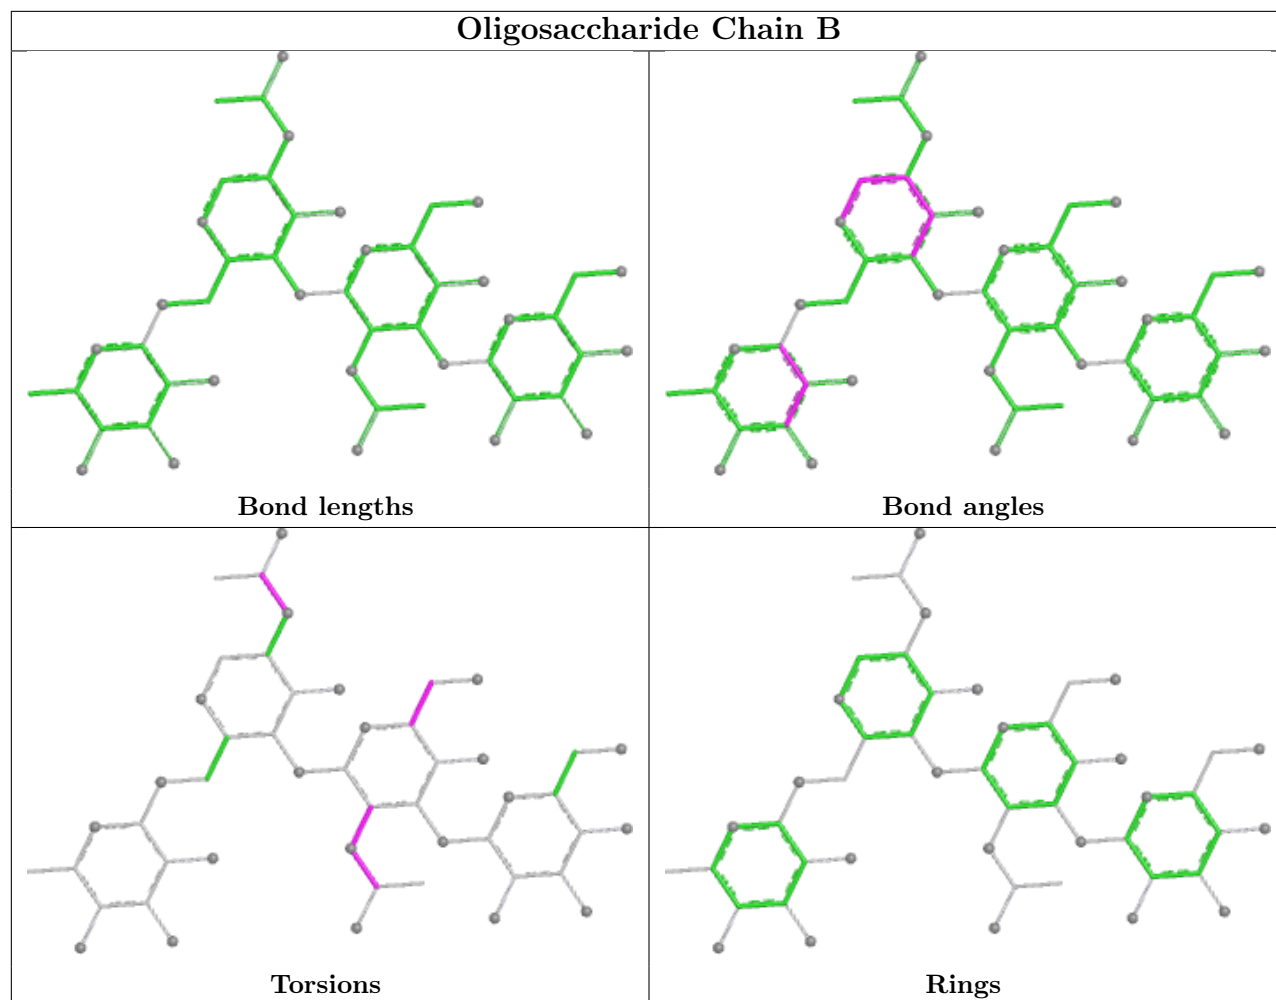 Oligosaccharide Chain B
Bond lengths
Bond angles
Torsions
Rings